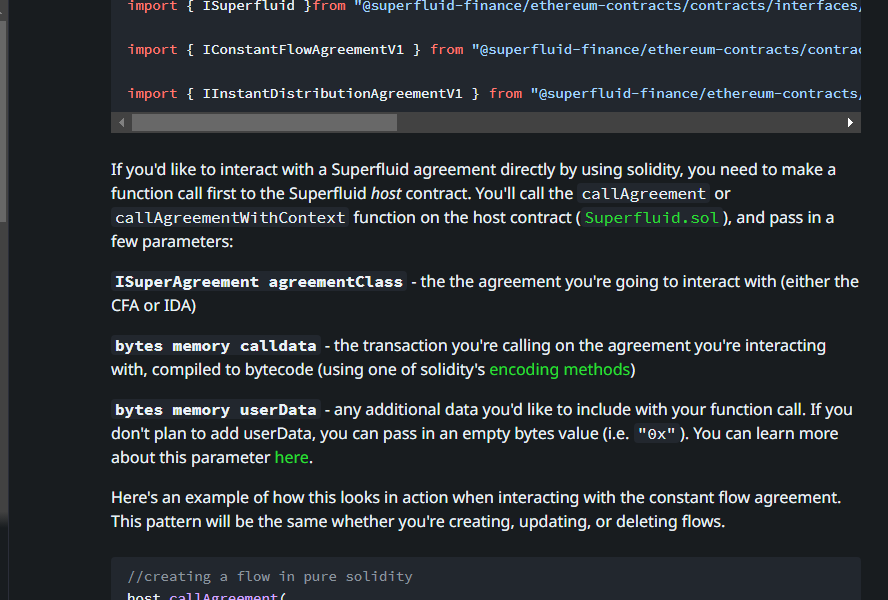 import { ISuperfluid }from "@superfluid-finance/ethereum-contracts/contracts/interfaces/
import { IConstantFlowAgreementV1 } from "@superfluid-finance/ethereum-contracts/contrac
import { IInstantDistributionAgreementV1 } from "@superfluid-finance/ethereum-contracts/
If you'd like to interact with a Superfluid agreement directly by using solidity, you need to make a
function call first to the Superfluid host contract. You'll call the callAgreement or
callAgreementWithContext function on the host contract (Superfluid.sol), and pass in a
few parameters:
ISuperAgreement agreementClass - the the agreement you're going to interact with (either the
CFA or IDA)
bytes memory calldata - the transaction you're calling on the agreement you're interacting
with, compiled to bytecode (using one of solidity's encoding methods)
bytes memory userData - any additional data you'd like to include with your function call. If you
don't plan to add userData, you can pass in an empty bytes value (i.e. "0x"). You can learn more
about this parameter here.
Here's an example of how this looks in action when interacting with the constant flow agreement.
This pattern will be the same whether you're creating, updating, or deleting flows.
//creating a flow in pure solidity
host.callAgreement(